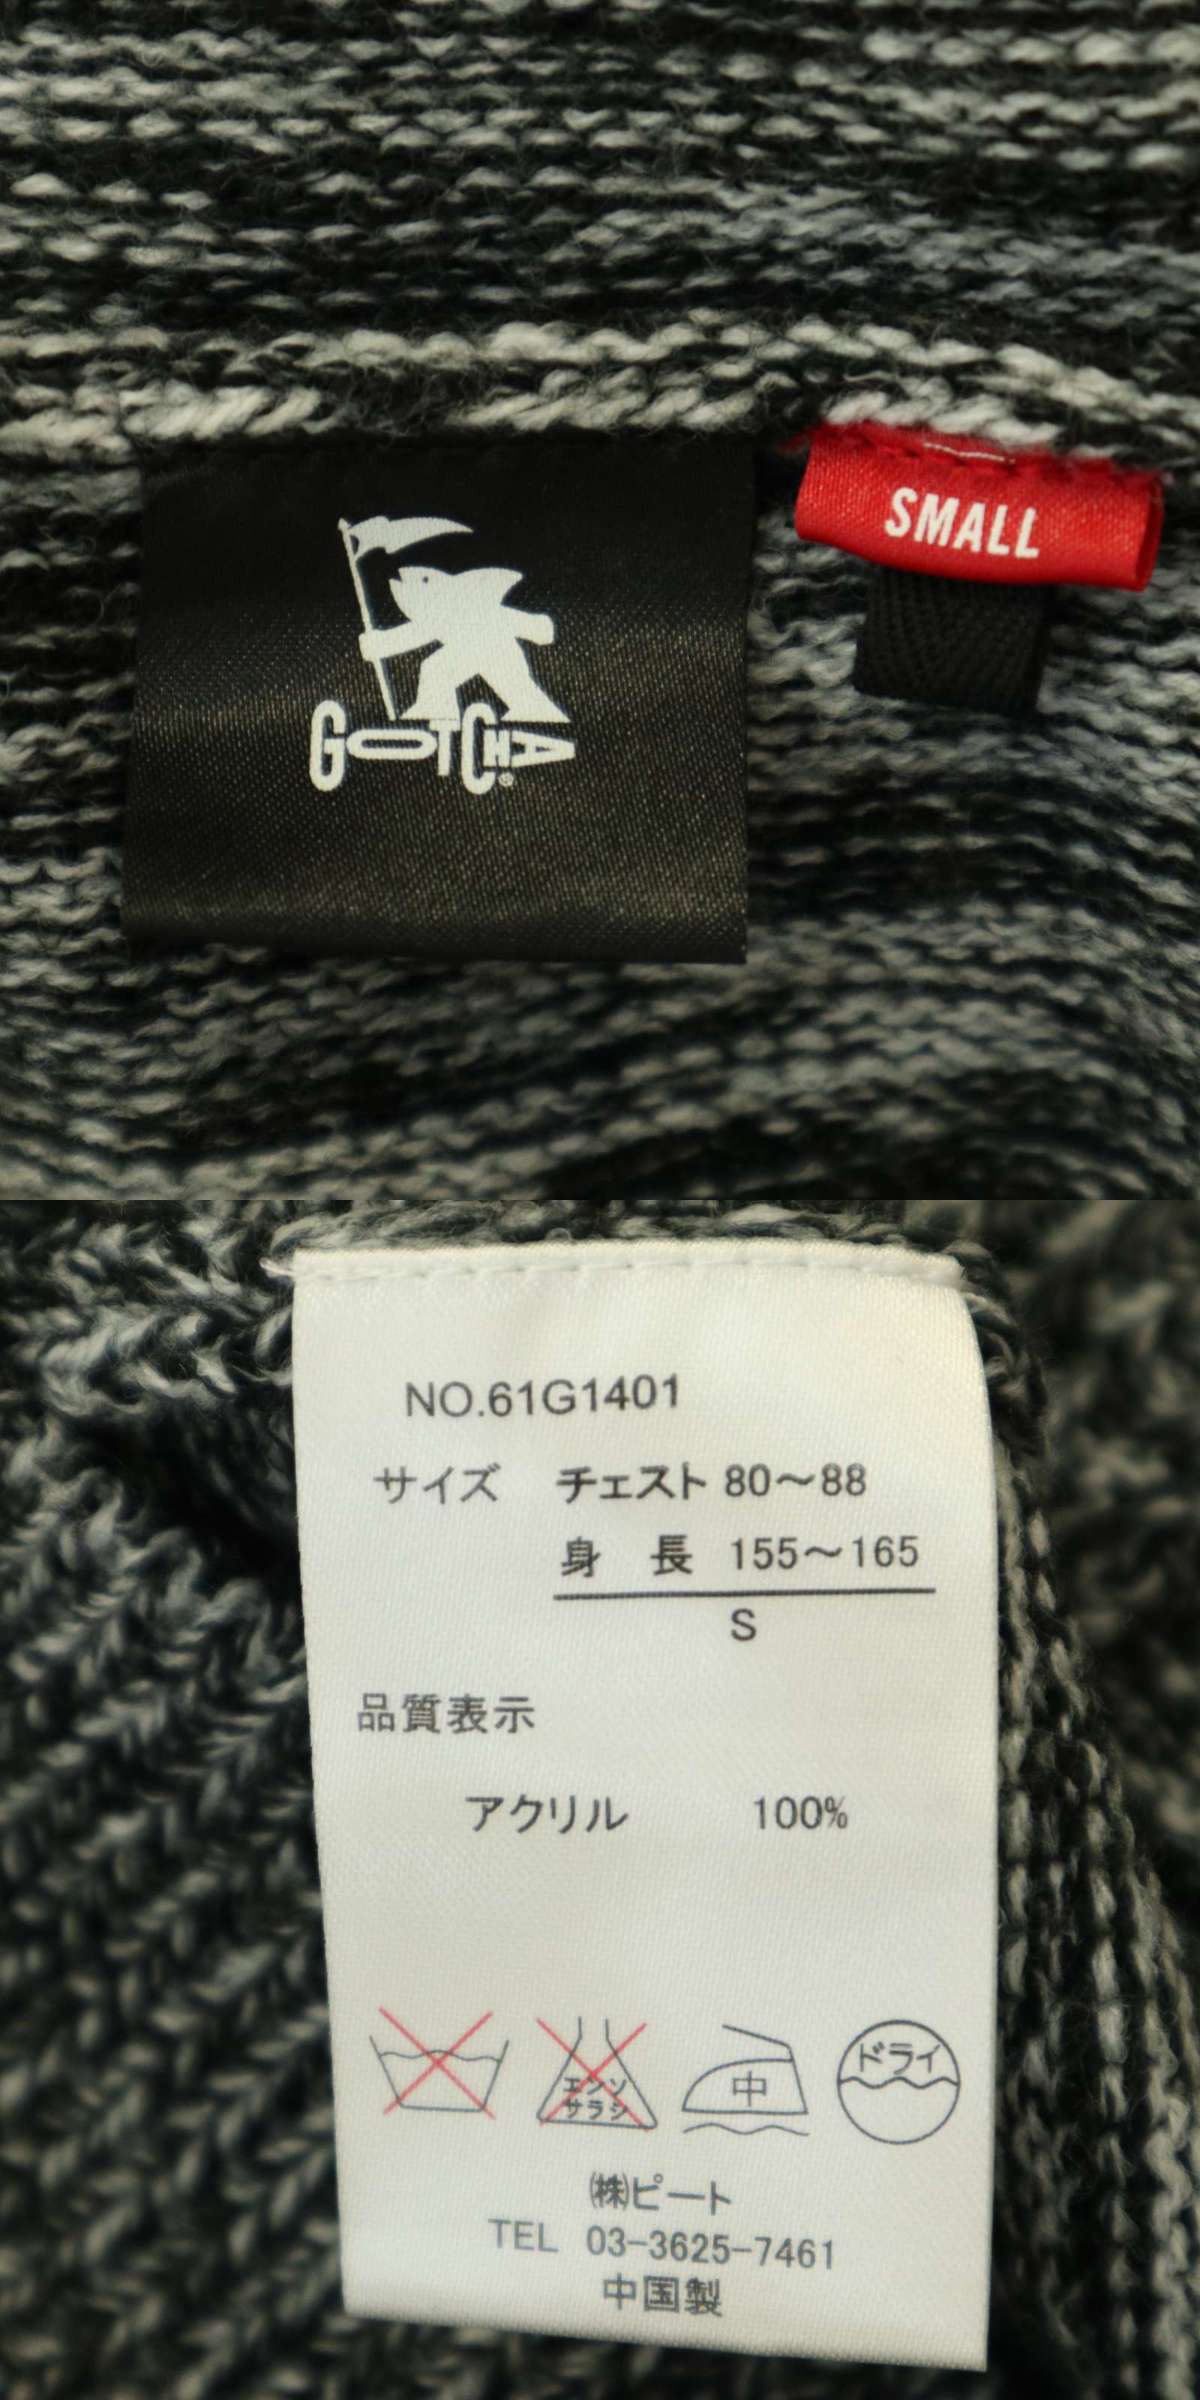 GOTCHA®
SMALL
NO.61G1401
サイズ チェスト 80～88
身 長 155～165
S
品質表示
アクリル 100%
エンソ
サラシ
中
ドライ
㈱ピート
TEL 03-3625-7461
中国製